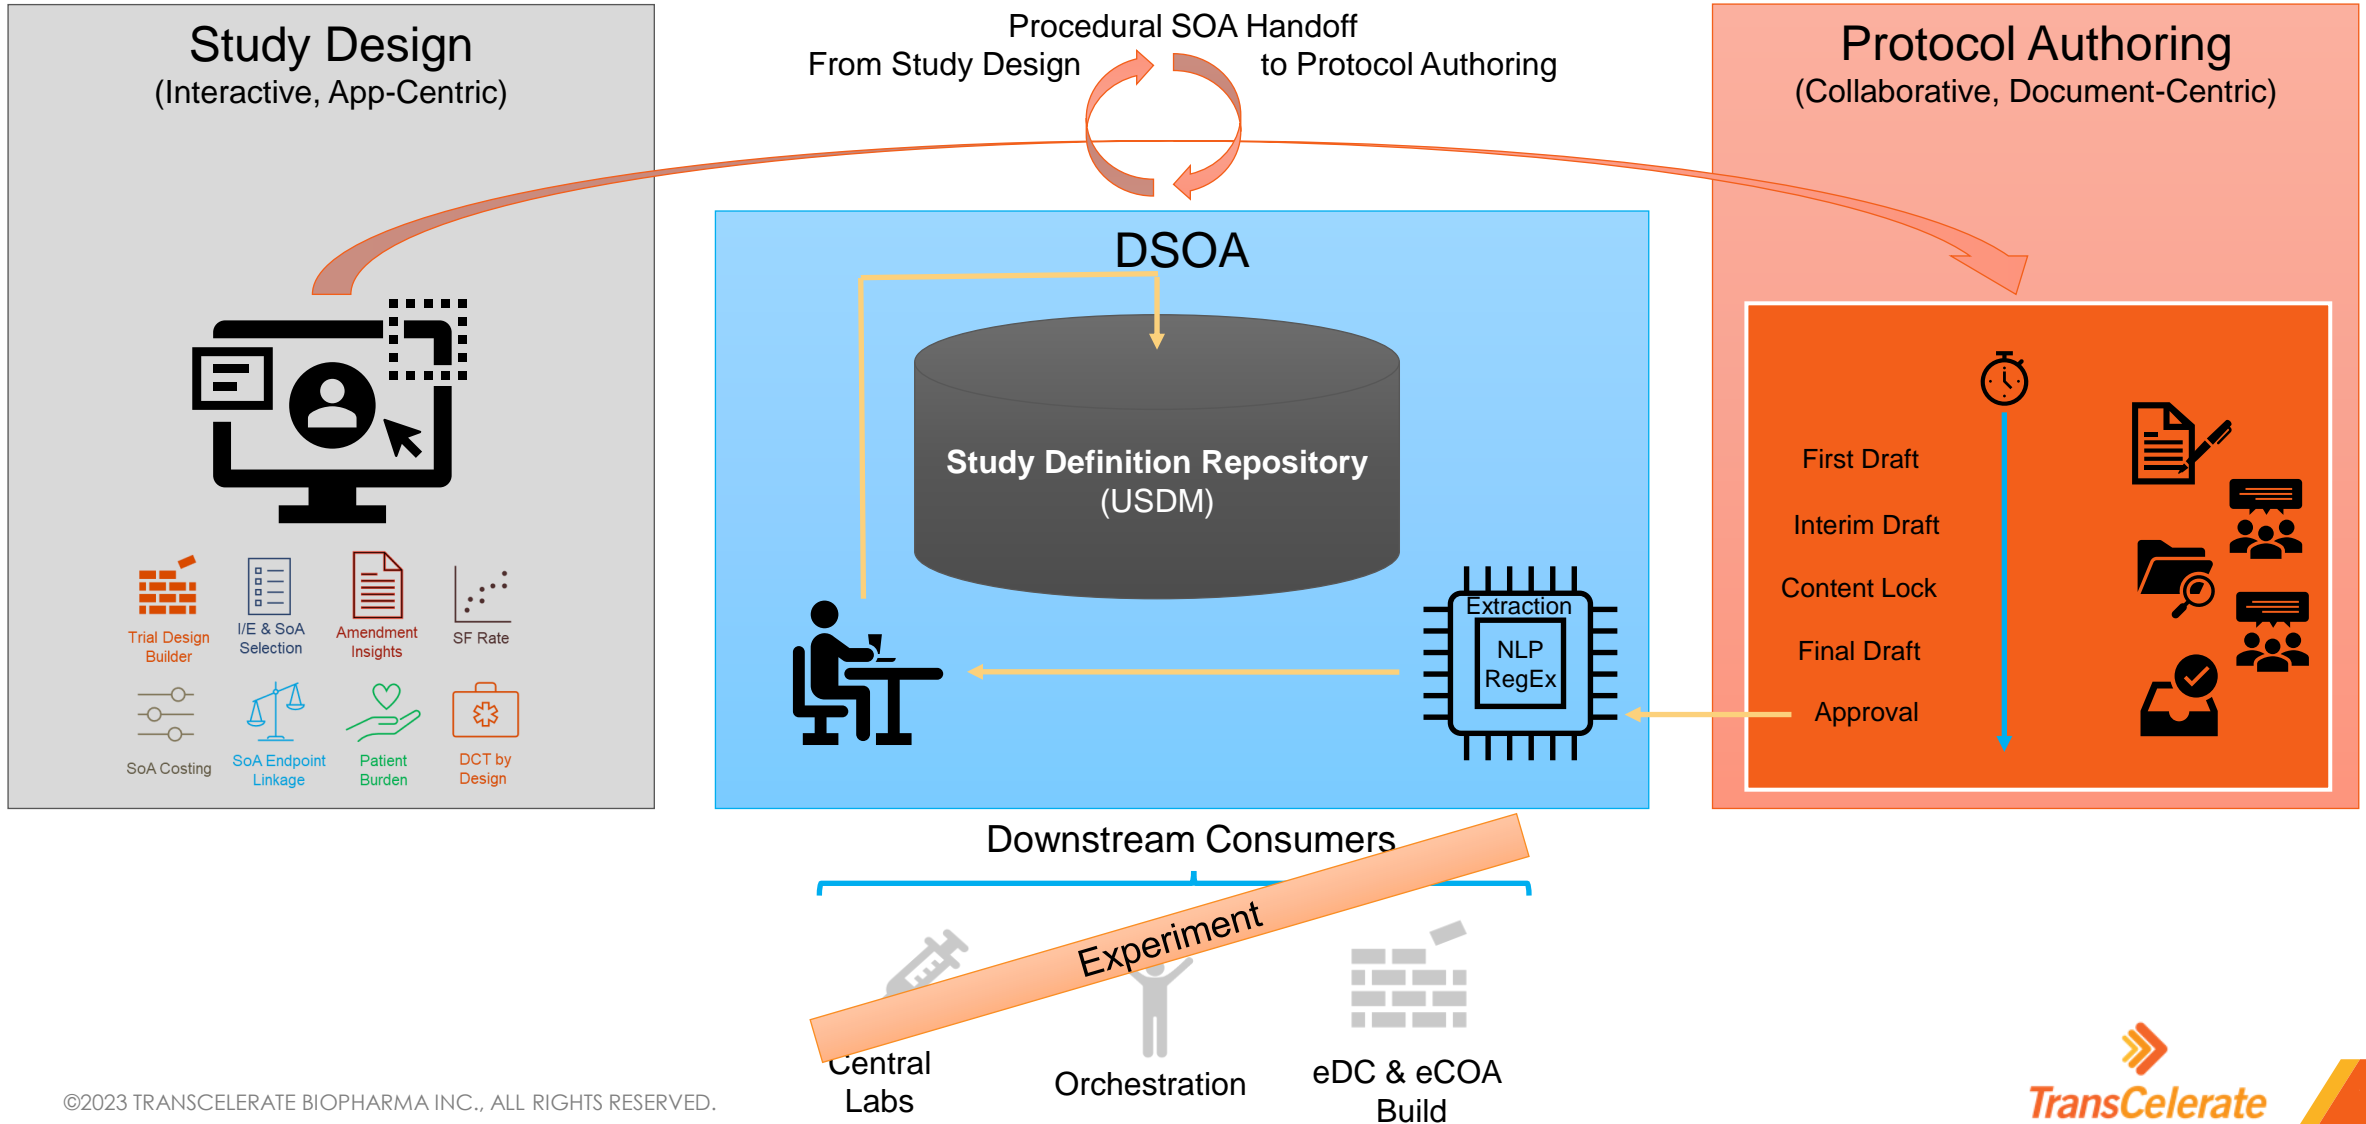 Study Design
(Interactive, App-Centric)
Procedural SOA Handoff
From Study Design
to Protocol Authoring
Protocol Authoring
(Collaborative, Document-Centric)
DSOA
Study Definition Repository
(USDM)
Extraction
NLP
RegEx
First Draft
Interim Draft
Content Lock
Final Draft
Approval
Trial Design
Builder
I/E & SoA
Selection
Amendment
Insights
SF Rate
SoA Costing
SoA Endpoint
Linkage
Patient
Burden
DCT by
Design
Downstream Consumers
Experiment
Central
Labs
Orchestration
eDC & eCOA
Build
©2023 TRANSCELERATE BIOPHARMA INC., ALL RIGHTS RESERVED.
TransCelerate